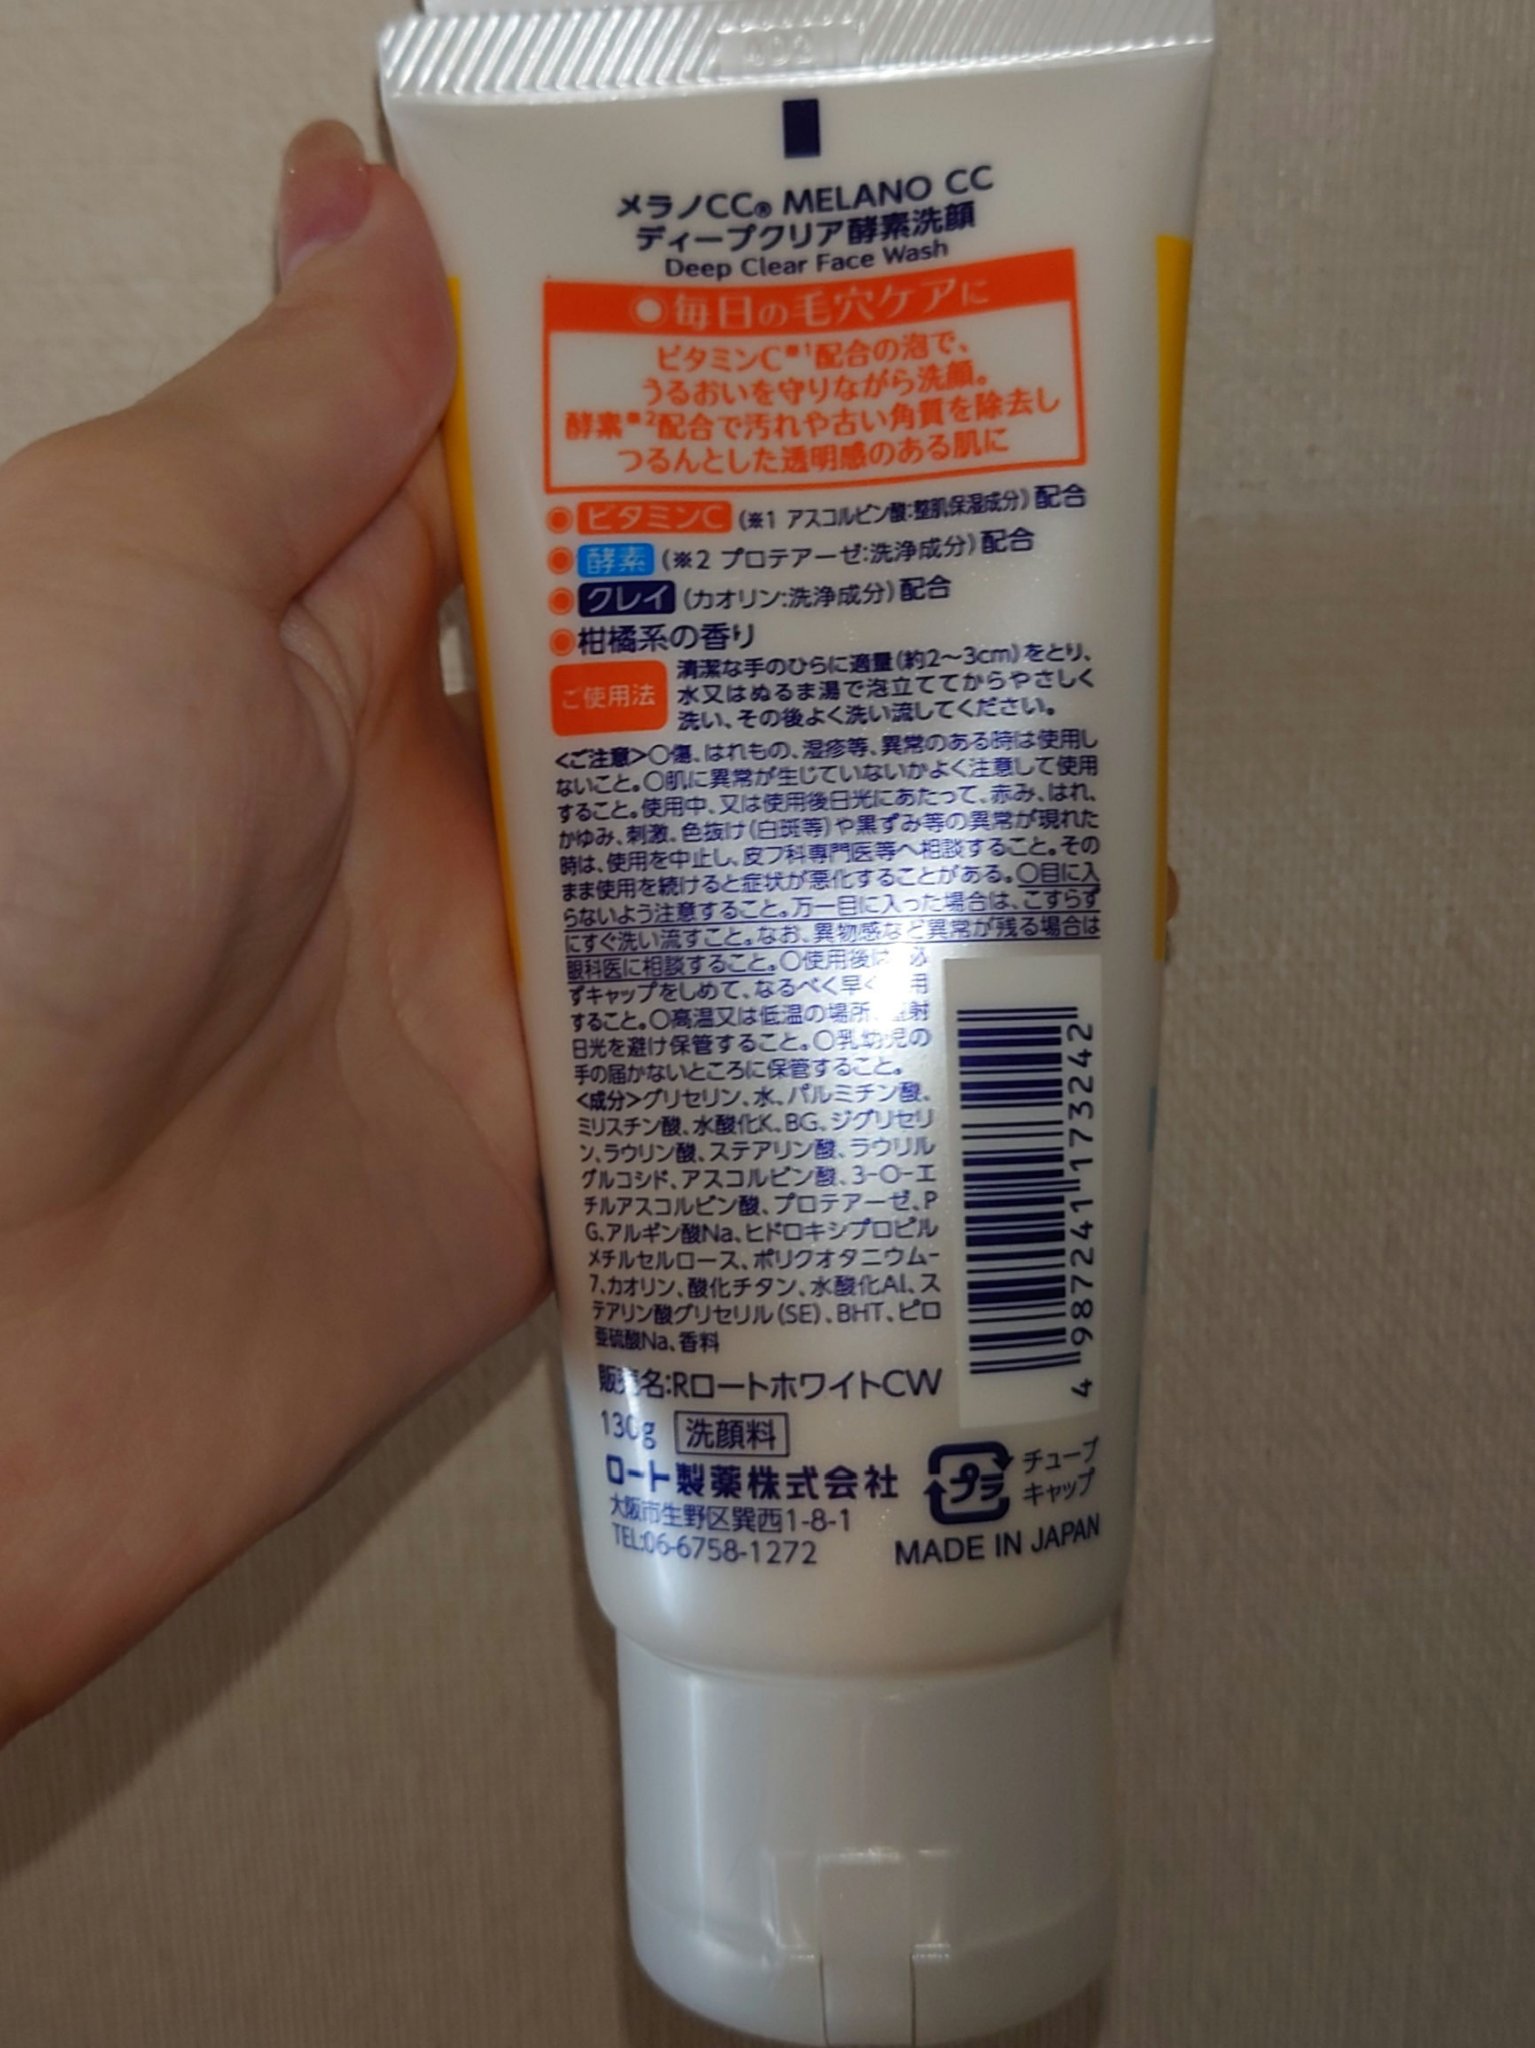 メラノCC® MELANO CC
ディープクリア酵素洗顔
Deep Clear Face Wash
●毎日の毛穴ケアに
ビタミンC※1配合の泡で、
うるおいを守りながら洗顔。
酵素※2配合で汚れや古い角質を除去し
つるんとした透明感のある肌に
ビタミンC (※1 アスコルビン酸:整肌保湿成分) 配合
酵素 (※2 プロテアーゼ:洗浄成分) 配合
クレイ (カオリン:洗浄成分) 配合
柑橘系の香り
ご使用法
清潔な手のひらに適量(約2〜3cm)をとり、
水又はぬるま湯で泡立ててからやさしく
洗い、その後よく洗い流してください。
<ご注意>○傷、はれもの、湿疹等、異常のある時は使用し
ないこと。○肌に異常が生じていないかよく注意して使用
すること。使用中、又は使用後日光にあたって、赤み、はれ、
かゆみ、刺激、色抜け(白斑等)や黒ずみ等の異常が現れた
時は、使用を中止し、皮フ科専門医等へ相談すること。その
まま使用を続けると症状が悪化することがある。○目に入
らないよう注意すること。万一目に入った場合は、こすらず
にすぐ洗い流すこと。なお、異物感など異常が残る場合は
眼科医に相談すること。○使用後は必
ずキャップをしめて、なるべく早く 用
すること。○高温又は低温の場所、直射
日光を避け保管すること。○乳幼児の
手の届かないところに保管すること。
<成分>グリセリン、水、パルミチン酸、
ミリスチン酸、水酸化K、BG、ジグリセリ
ン、ラウリン酸、ステアリン酸、ラウリル
グルコシド、アスコルビン酸、3-O-エ
チルアスコルビン酸、プロテアーゼ、P
G、アルギン酸Na、ヒドロキシプロピル
メチルセルロース、ポリクオタニウム-
7、カオリン、酸化チタン、水酸化Al、ス
テアリン酸グリセリル(SE)、BHT、ピロ
亜硫酸Na、香料
4987241173242
販売名:RロートホワイトCW
130g 洗顔料
ロート製薬株式会社
大阪市生野区巽西1-8-1
TEL:06-6758-1272
プラ
チューブ
キャップ
MADE IN JAPAN